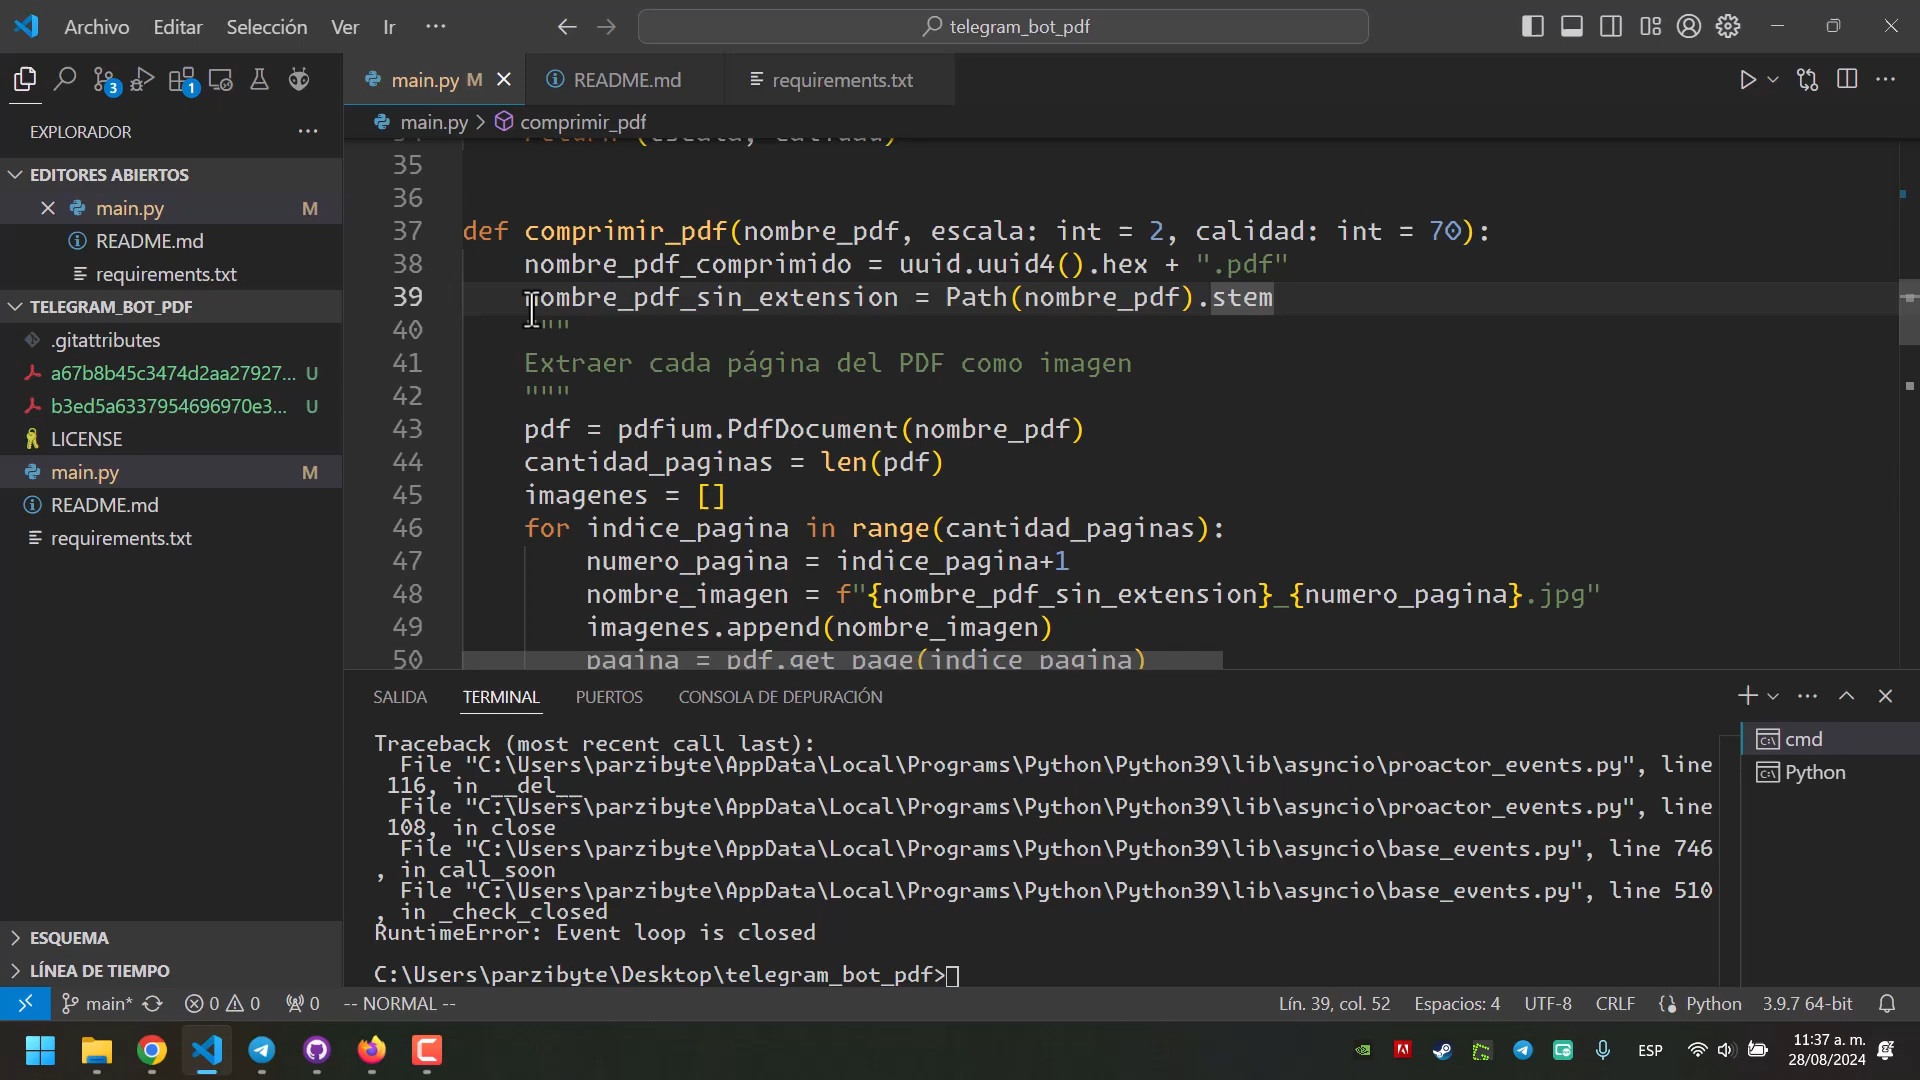 Archivo Editar Selección Ver Ir ···
telegram_bot_pdf
3 1
main.py M
README.md
requirements.txt
EXPLORADOR
main.py > comprimir_pdf
EDITORES ABIERTOS
main.py M
README.md
requirements.txt
TELEGRAM_BOT_PDF
.gitattributes
a67b8b45c3474d2aa27927... U
b3ed5a6337954696970e3... U
LICENSE
main.py M
README.md
requirements.txt
ESQUEMA
LÍNEA DE TIEMPO
34 return (escala, calidad)
35
36
37 def comprimir_pdf(nombre_pdf, escala: int = 2, calidad: int = 70):
38 nombre_pdf_comprimido = uuid.uuid4().hex + ".pdf"
39 nombre_pdf_sin_extension = Path(nombre_pdf).stem
40 """
41 Extraer cada página del PDF como imagen
42 """
43 pdf = pdfium.PdfDocument(nombre_pdf)
44 cantidad_paginas = len(pdf)
45 imagenes = []
46 for indice_pagina in range(cantidad_paginas):
47 numero_pagina = indice_pagina+1
48 nombre_imagen = f"{nombre_pdf_sin_extension}_{numero_pagina}.jpg"
49 imagenes.append(nombre_imagen)
50 pagina = pdf.get_page(indice_pagina)
SALIDA TERMINAL PUERTOS CONSOLA DE DEPURACIÓN
Traceback (most recent call last):
File "C:\Users\parzibyte\AppData\Local\Programs\Python\Python39\lib\asyncio\proactor_events.py", line
116, in __del__
File "C:\Users\parzibyte\AppData\Local\Programs\Python\Python39\lib\asyncio\proactor_events.py", line
108, in close
File "C:\Users\parzibyte\AppData\Local\Programs\Python\Python39\lib\asyncio\base_events.py", line 746
, in call_soon
File "C:\Users\parzibyte\AppData\Local\Programs\Python\Python39\lib\asyncio\base_events.py", line 510
, in _check_closed
RuntimeError: Event loop is closed
C:\Users\parzibyte\Desktop\telegram_bot_pdf>
cmd
Python
main* 0 0 0 -- NORMAL -- Lín. 39, col. 52 Espacios: 4 UTF-8 CRLF Python 3.9.7 64-bit
ESP
11:37 a. m.
28/08/2024